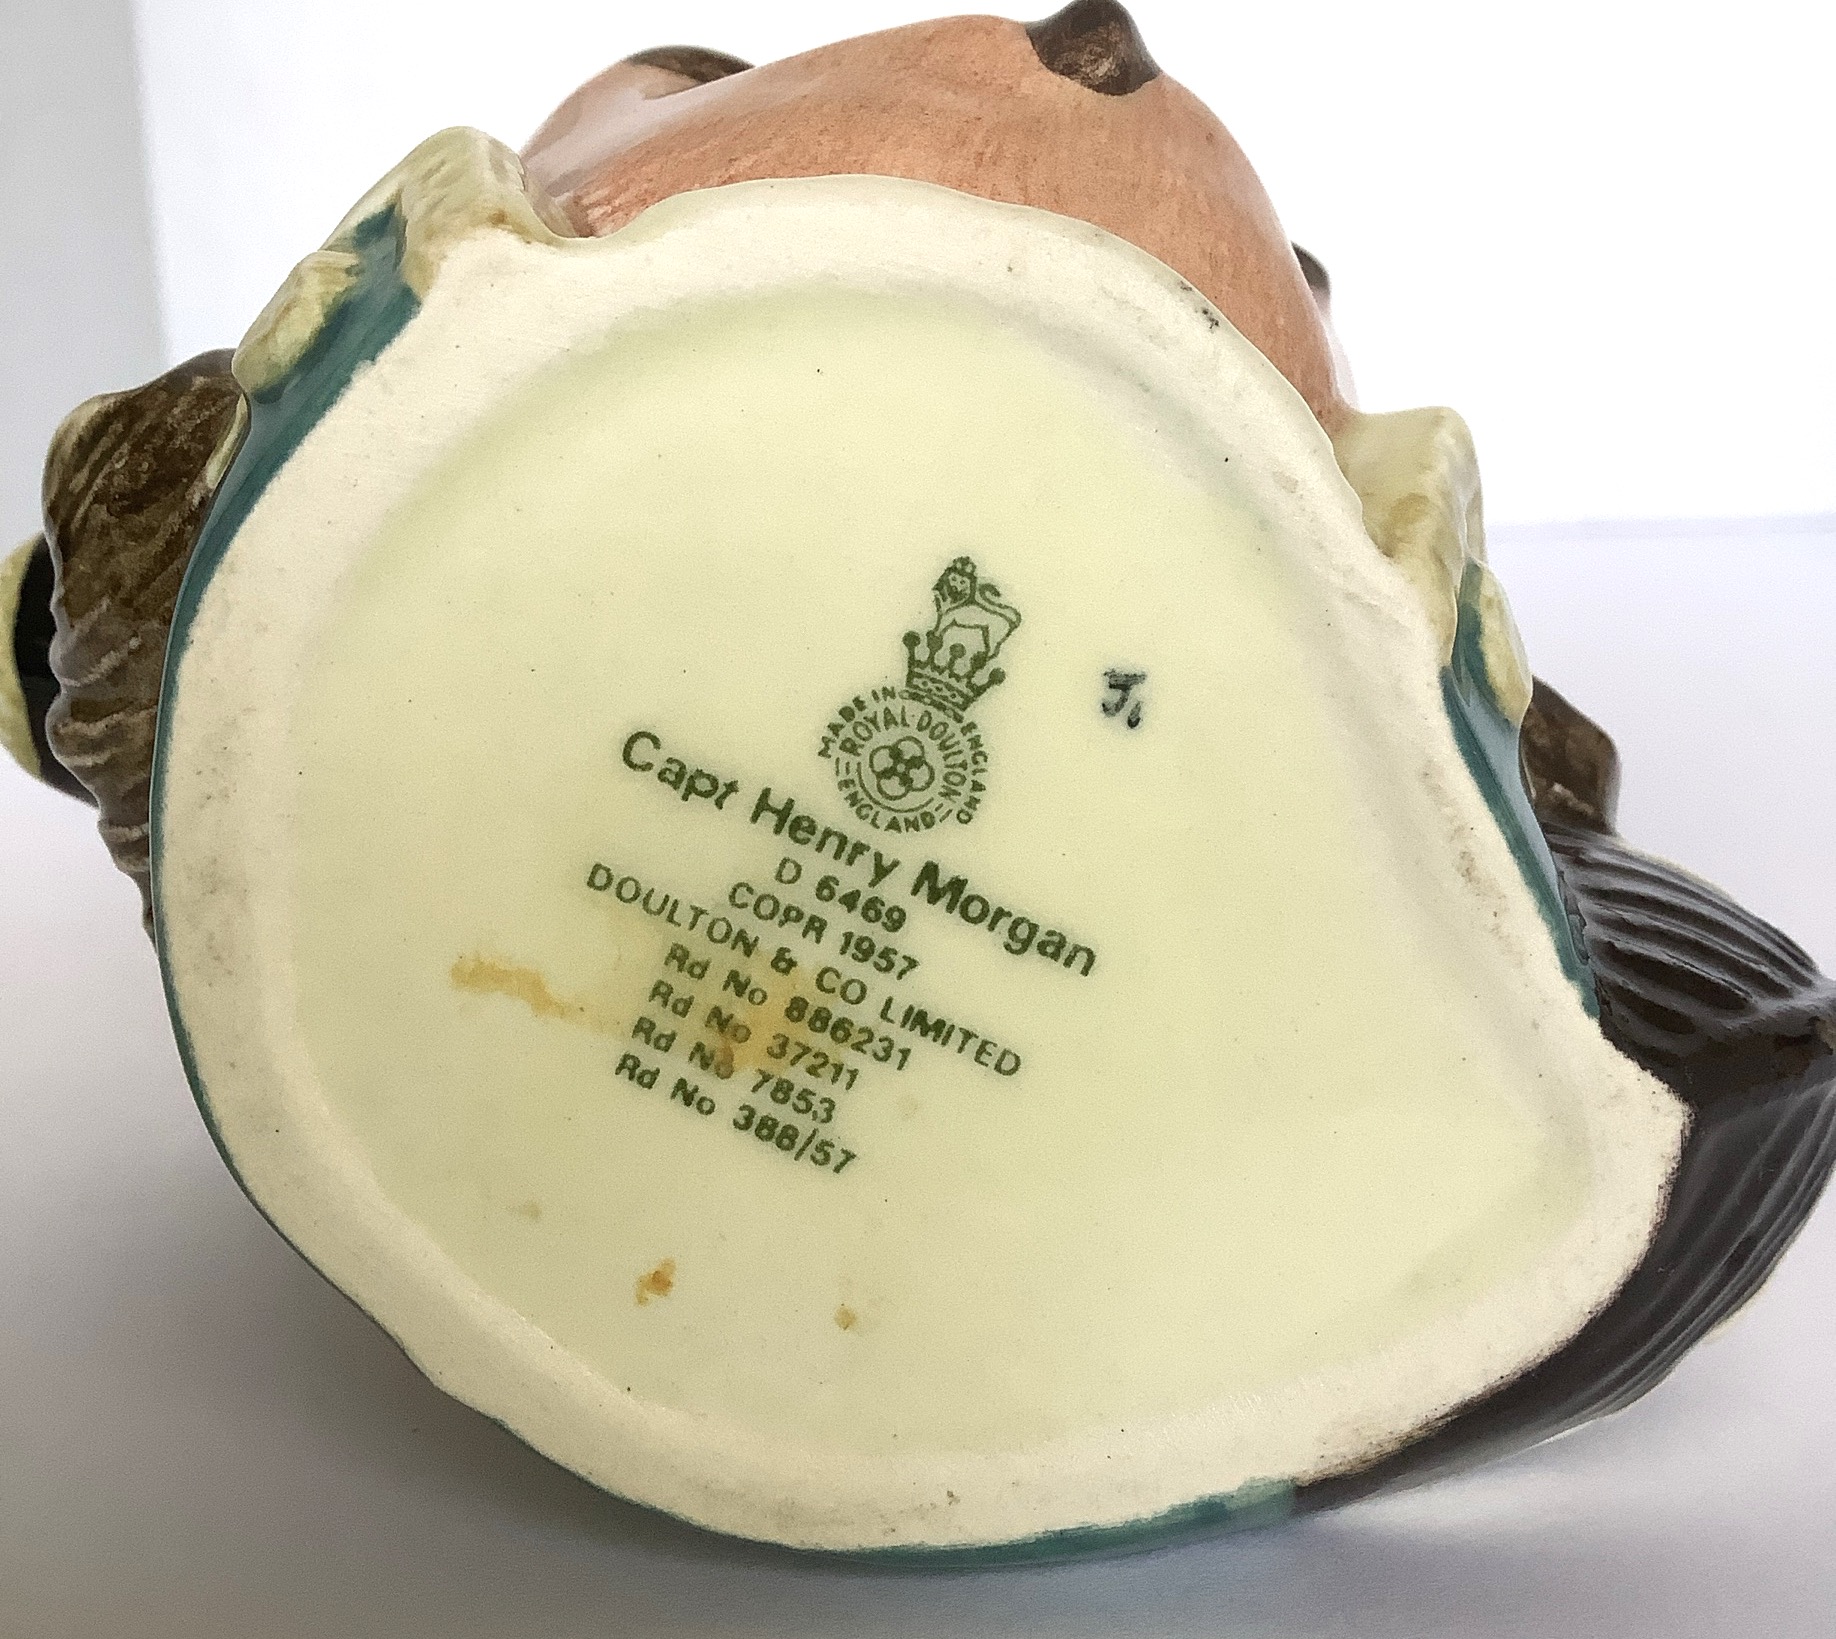 MADE IN ENGLAND
ROYAL·DOULTON
ENGLAND
J.
Capt Henry Morgan
D 6469
COPR 1957
DOULTON & CO LIMITED
Rd No 886231
Rd No 37211
Rd No 7853
Rd No 388/57